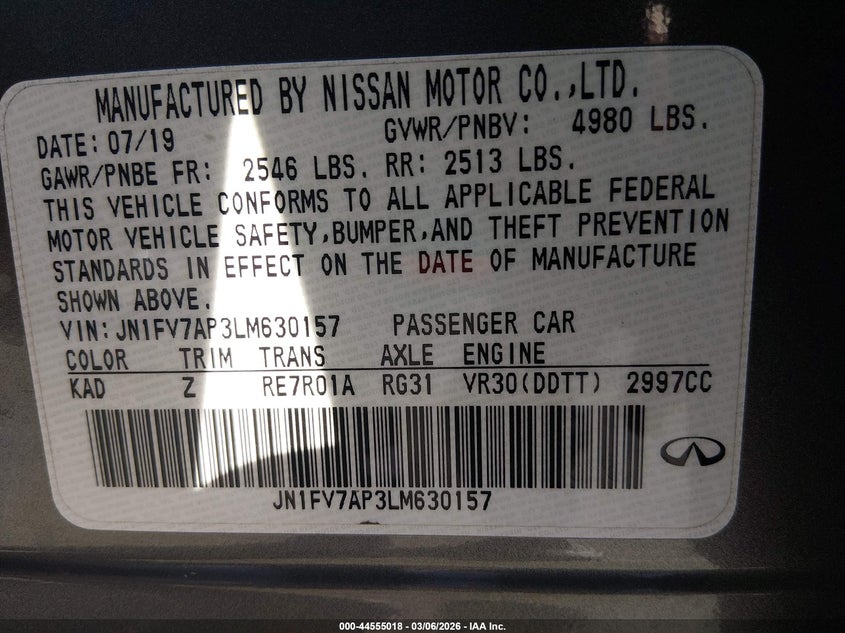 MANUFACTURED BY NISSAN MOTOR CO.,LTD.
DATE: 07/19 GVWR/PNBV: 4980 LBS.
GAWR/PNBE FR: 2546 LBS. RR: 2513 LBS.
THIS VEHICLE CONFORMS TO ALL APPLICABLE FEDERAL
MOTOR VEHICLE SAFETY,BUMPER,AND THEFT PREVENTION
STANDARDS IN EFFECT ON THE DATE OF MANUFACTURE
SHOWN ABOVE.
VIN: JN1FV7AP3LM630157 PASSENGER CAR
COLOR TRIM TRANS AXLE ENGINE
KAD Z RE7R01A RG31 VR30(DDTT) 2997CC
JN1FV7AP3LM630157
000-44555018 - 03/06/2026 - IAA Inc.